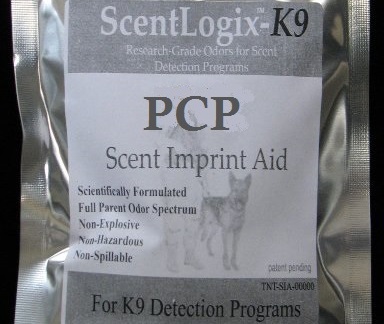 ScentLogix™-K9
Research-Grade Odors for Scent
Detection Programs
PCP
Scent Imprint Aid
Scientifically Formulated
Full Parent Odor Spectrum
Non-Explosive
Non-Hazardous
Non-Spillable
patent pending
TNT-SIA-00000
For K9 Detection Programs